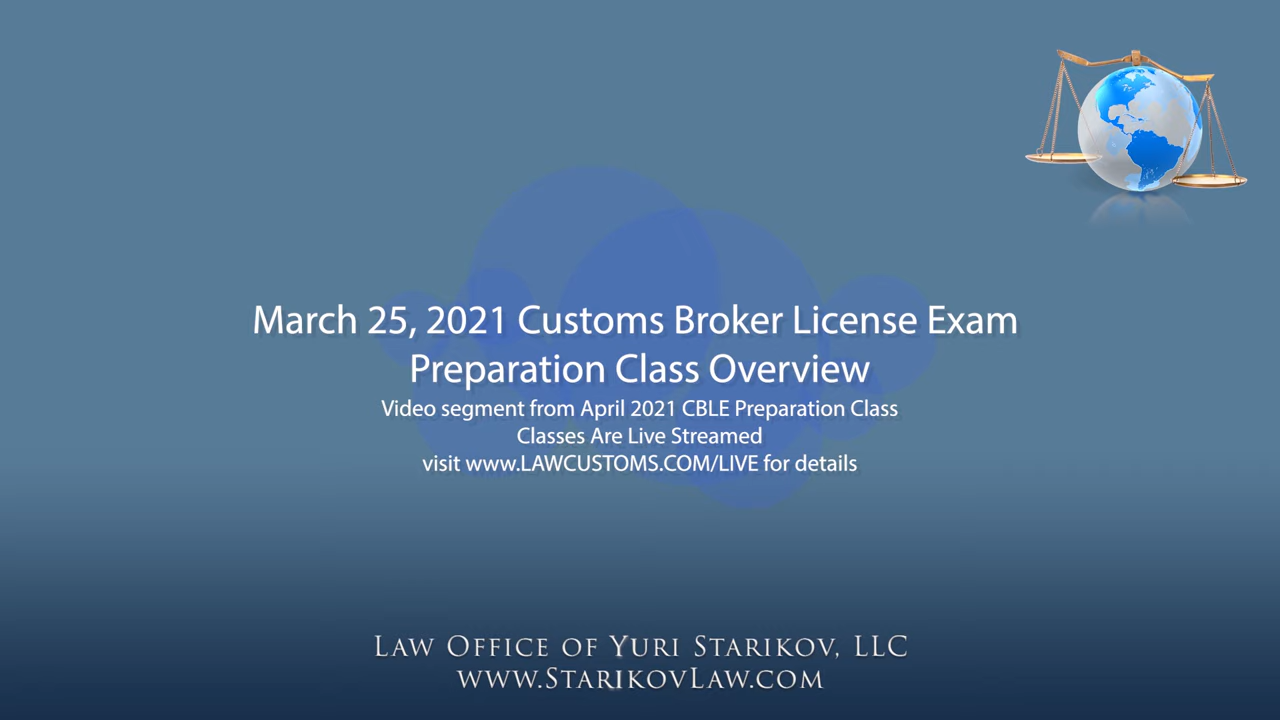 March 25, 2021 Customs Broker License Exam
Preparation Class Overview
Video segment from April 2021 CBLE Preparation Class
Classes Are Live Streamed
visit www.LAWCUSTOMS.COM/LIVE for details
Law Office of Yuri Starikov, LLC
www.StarikovLaw.com